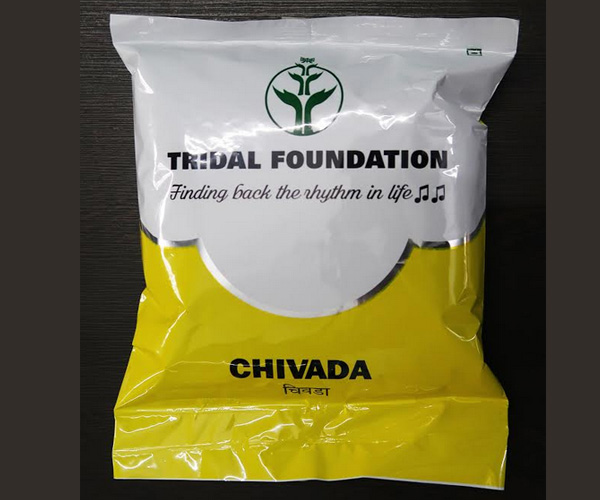 TRIDAL FOUNDATION
Finding back the rhythm in life
CHIVADA
चिवडा